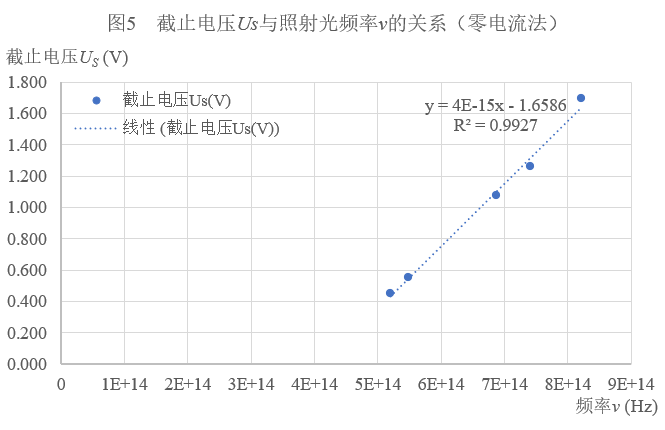 图5 截止电压Us与照射光频率v的关系（零电流法）
截止电压US (V)
1.800
1.600
1.400
1.200
1.000
0.800
0.600
0.400
0.200
0.000
截止电压Us(V)
线性 (截止电压Us(V))
y = 4E-15x - 1.6586
R² = 0.9927
0 1E+14 2E+14 3E+14 4E+14 5E+14 6E+14 7E+14 8E+14 9E+14
频率v (Hz)